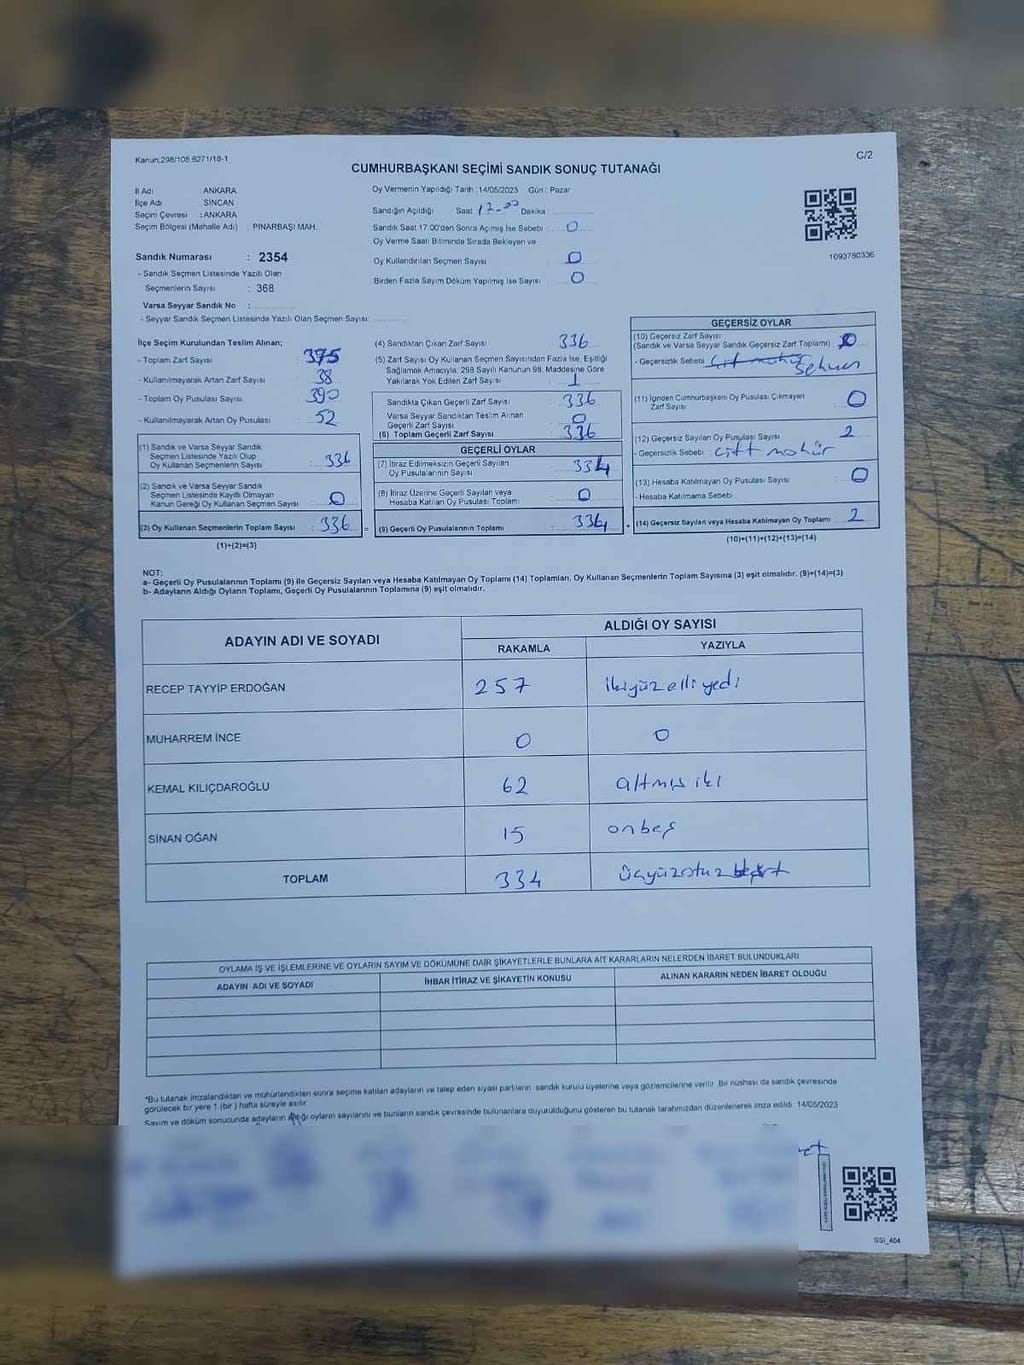 Kanun:298/105,6271/18-1
C/2
CUMHURBAŞKANI SEÇİMİ SANDIK SONUÇ TUTANAĞI
İl Adı : ANKARA
İlçe Adı : SİNCAN
Seçim Çevresi : ANKARA
Seçim Bölgesi (Mahalle Adı) : PINARBAŞI MAH.
Sandık Numarası : 2354
- Sandık Seçmen Listesinde Yazılı Olan
Seçmenlerin Sayısı : 368
Varsa Seyyar Sandık No :
- Seyyar Sandık Seçmen Listesinde Yazılı Olan Seçmen Sayısı:
Oy Vermenin Yapıldığı Tarih : 14/05/2023 Gün : Pazar
Sandığın Açıldığı Saat 17.00 Dakika
Sandık Saat 17.00'den Sonra Açılmış İse Sebebi : 0
Oy Verme Saati Bitiminde Sırada Bekleyen ve
Oy Kullandırılan Seçmen Sayısı : 0
Birden Fazla Sayım Döküm Yapılmış İse Sayısı : 0
1093780336
İlçe Seçim Kurulundan Teslim Alınan;
- Toplam Zarf Sayısı : 375
- Kullanılmayarak Artan Zarf Sayısı : 38
- Toplam Oy Pusulası Sayısı : 390
- Kullanılmayarak Artan Oy Pusulası : 52
(1) Sandık ve Varsa Seyyar Sandık
Seçmen Listesinde Yazılı Olup
Oy Kullanan Seçmenlerin Sayısı : 336
(2) Sandık ve Varsa Seyyar Sandık
Seçmen Listesinde Kayıtlı Olmayan
Kanun Gereği Oy Kullanan Seçmen Sayısı : 0
(3) Oy Kullanan Seçmenlerin Toplam Sayısı : 336 =
(1)+(2)=(3)
(4) Sandıktan Çıkan Zarf Sayısı : 336
(5) Zarf Sayısı Oy Kullanan Seçmen Sayısından Fazla İse, Eşitliği
Sağlamak Amacıyla, 298 Sayılı Kanunun 98. Maddesine Göre
Yakılarak Yok Edilen Zarf Sayısı : 1
Sandıkta Çıkan Geçerli Zarf Sayısı : 336
Varsa Seyyar Sandıktan Teslim Alınan
Geçerli Zarf Sayısı : 0
(6) Toplam Geçerli Zarf Sayısı : 336
GEÇERLİ OYLAR
(7) İtiraz Edilmeksizin Geçerli Sayılan
Oy Pusulalarının Sayısı : 334
(8) İtiraz Üzerine Geçerli Sayılan veya
Hesaba Katılan Oy Pusulası Toplamı : 0
(9) Geçerli Oy Pusulalarının Toplamı : 334 +
GEÇERSİZ OYLAR
(10) Geçersiz Zarf Sayısı
(Sandık ve Varsa Seyyar Sandık Geçersiz Zarf Toplamı) : 0
- Geçersizlik Sebebi :
(11) İçinden Cumhurbaşkanı Oy Pusulası Çıkmayan
Zarf Sayısı : 0
(12) Geçersiz Sayılan Oy Pusulası Sayısı : 2
- Geçersizlik Sebebi : çift mohür
(13) Hesaba Katılmayan Oy Pusulası Sayısı : 0
- Hesaba Katılmama Sebebi :
(14) Geçersiz Sayılan veya Hesaba Katılmayan Oy Toplamı : 2
(10)+(11)+(12)+(13)=(14)
NOT:
a- Geçerli Oy Pusulalarının Toplamı (9) ile Geçersiz Sayılan veya Hesaba Katılmayan Oy Toplamı (14) Toplamları, Oy Kullanan Seçmenlerin Toplam Sayısına (3) eşit olmalıdır. (9)+(14)=(3)
b- Adayların Aldığı Oyların Toplamı, Geçerli Oy Pusulalarının Toplamına (9) eşit olmalıdır.
ADAYIN ADI VE SOYADI
ALDIĞI OY SAYISI
RAKAMLA YAZIYLA
RECEP TAYYİP ERDOĞAN 257 ikiyüzelliyedi
MUHARREM İNCE 0 0
KEMAL KILIÇDAROĞLU 62 altmış iki
SİNAN OĞAN 15 onbeş
TOPLAM 334 üçyüzotuz
OYLAMA İŞ VE İŞLEMLERİNE VE OYLARIN SAYIM VE DÖKÜMÜNE DAİR ŞİKAYETLERLE BUNLARA AİT KARARLARIN NELERDEN İBARET BULUNDUKLARI
ADAYIN ADI VE SOYADI İHBAR İTİRAZ VE ŞİKAYETİN KONUSU ALINAN KARARIN NEDEN İBARET OLDUĞU
*Bu tutanak imzalandıktan ve mühürlendikten sonra seçime katılan adayların ve talep eden siyasi partilerin sandık kurulu üyelerine veya gözlemcilerine verilir. Bir nüshası da sandık çevresinde
görülecek bir yere 1 (bir) hafta süreyle asılır.
Sayım ve döküm sonucunda adayların aldığı oyların sayılarını ve bunların sandık çevresinde bulunanlara duyurulduğunu gösteren bu tutanak tarafımızdan düzenlenerek imza edildi. 14/05/2023
SSI_404